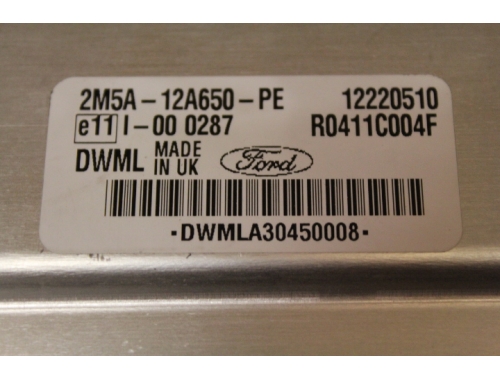 2M5A-12A650-PE 12220510
e11 I-00 0287 R0411C004F
DWML MADE IN UK Ford
-DWMLA30450008-